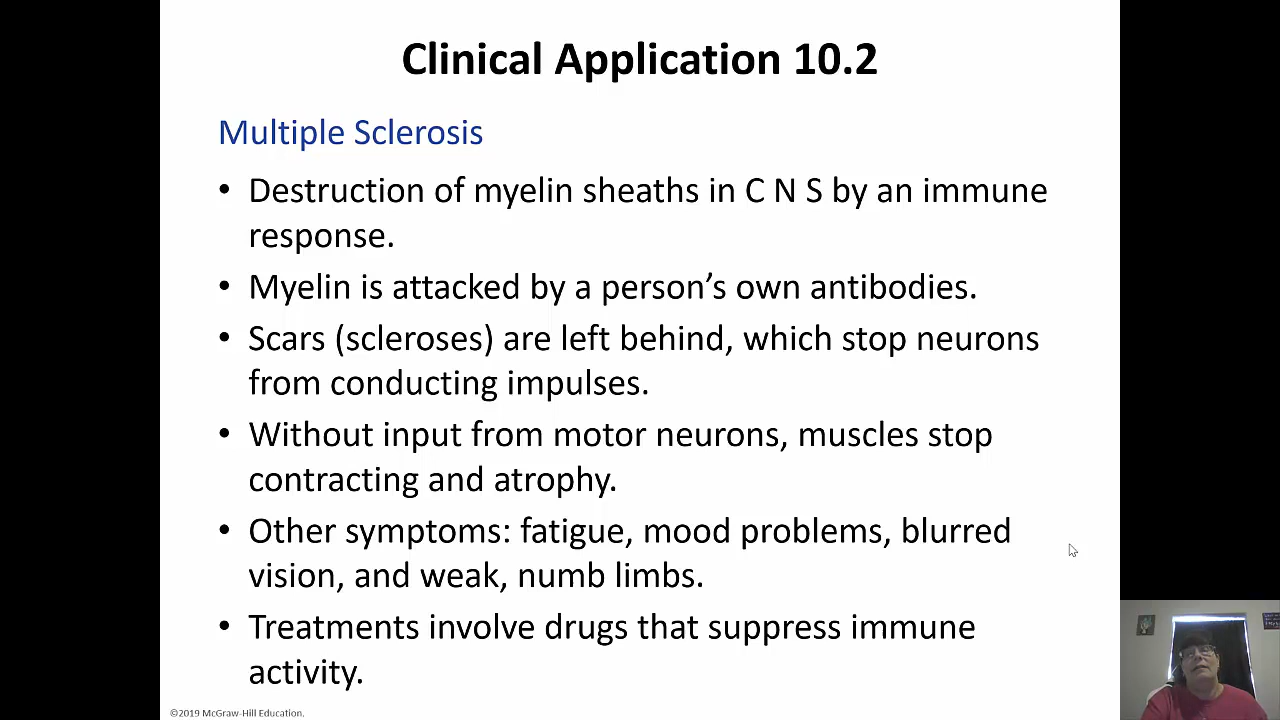 Clinical Application 10.2
Multiple Sclerosis
• Destruction of myelin sheaths in C N S by an immune
response.
• Myelin is attacked by a person’s own antibodies.
• Scars (scleroses) are left behind, which stop neurons
from conducting impulses.
• Without input from motor neurons, muscles stop
contracting and atrophy.
• Other symptoms: fatigue, mood problems, blurred
vision, and weak, numb limbs.
• Treatments involve drugs that suppress immune
activity.
©2019 McGraw-Hill Education.